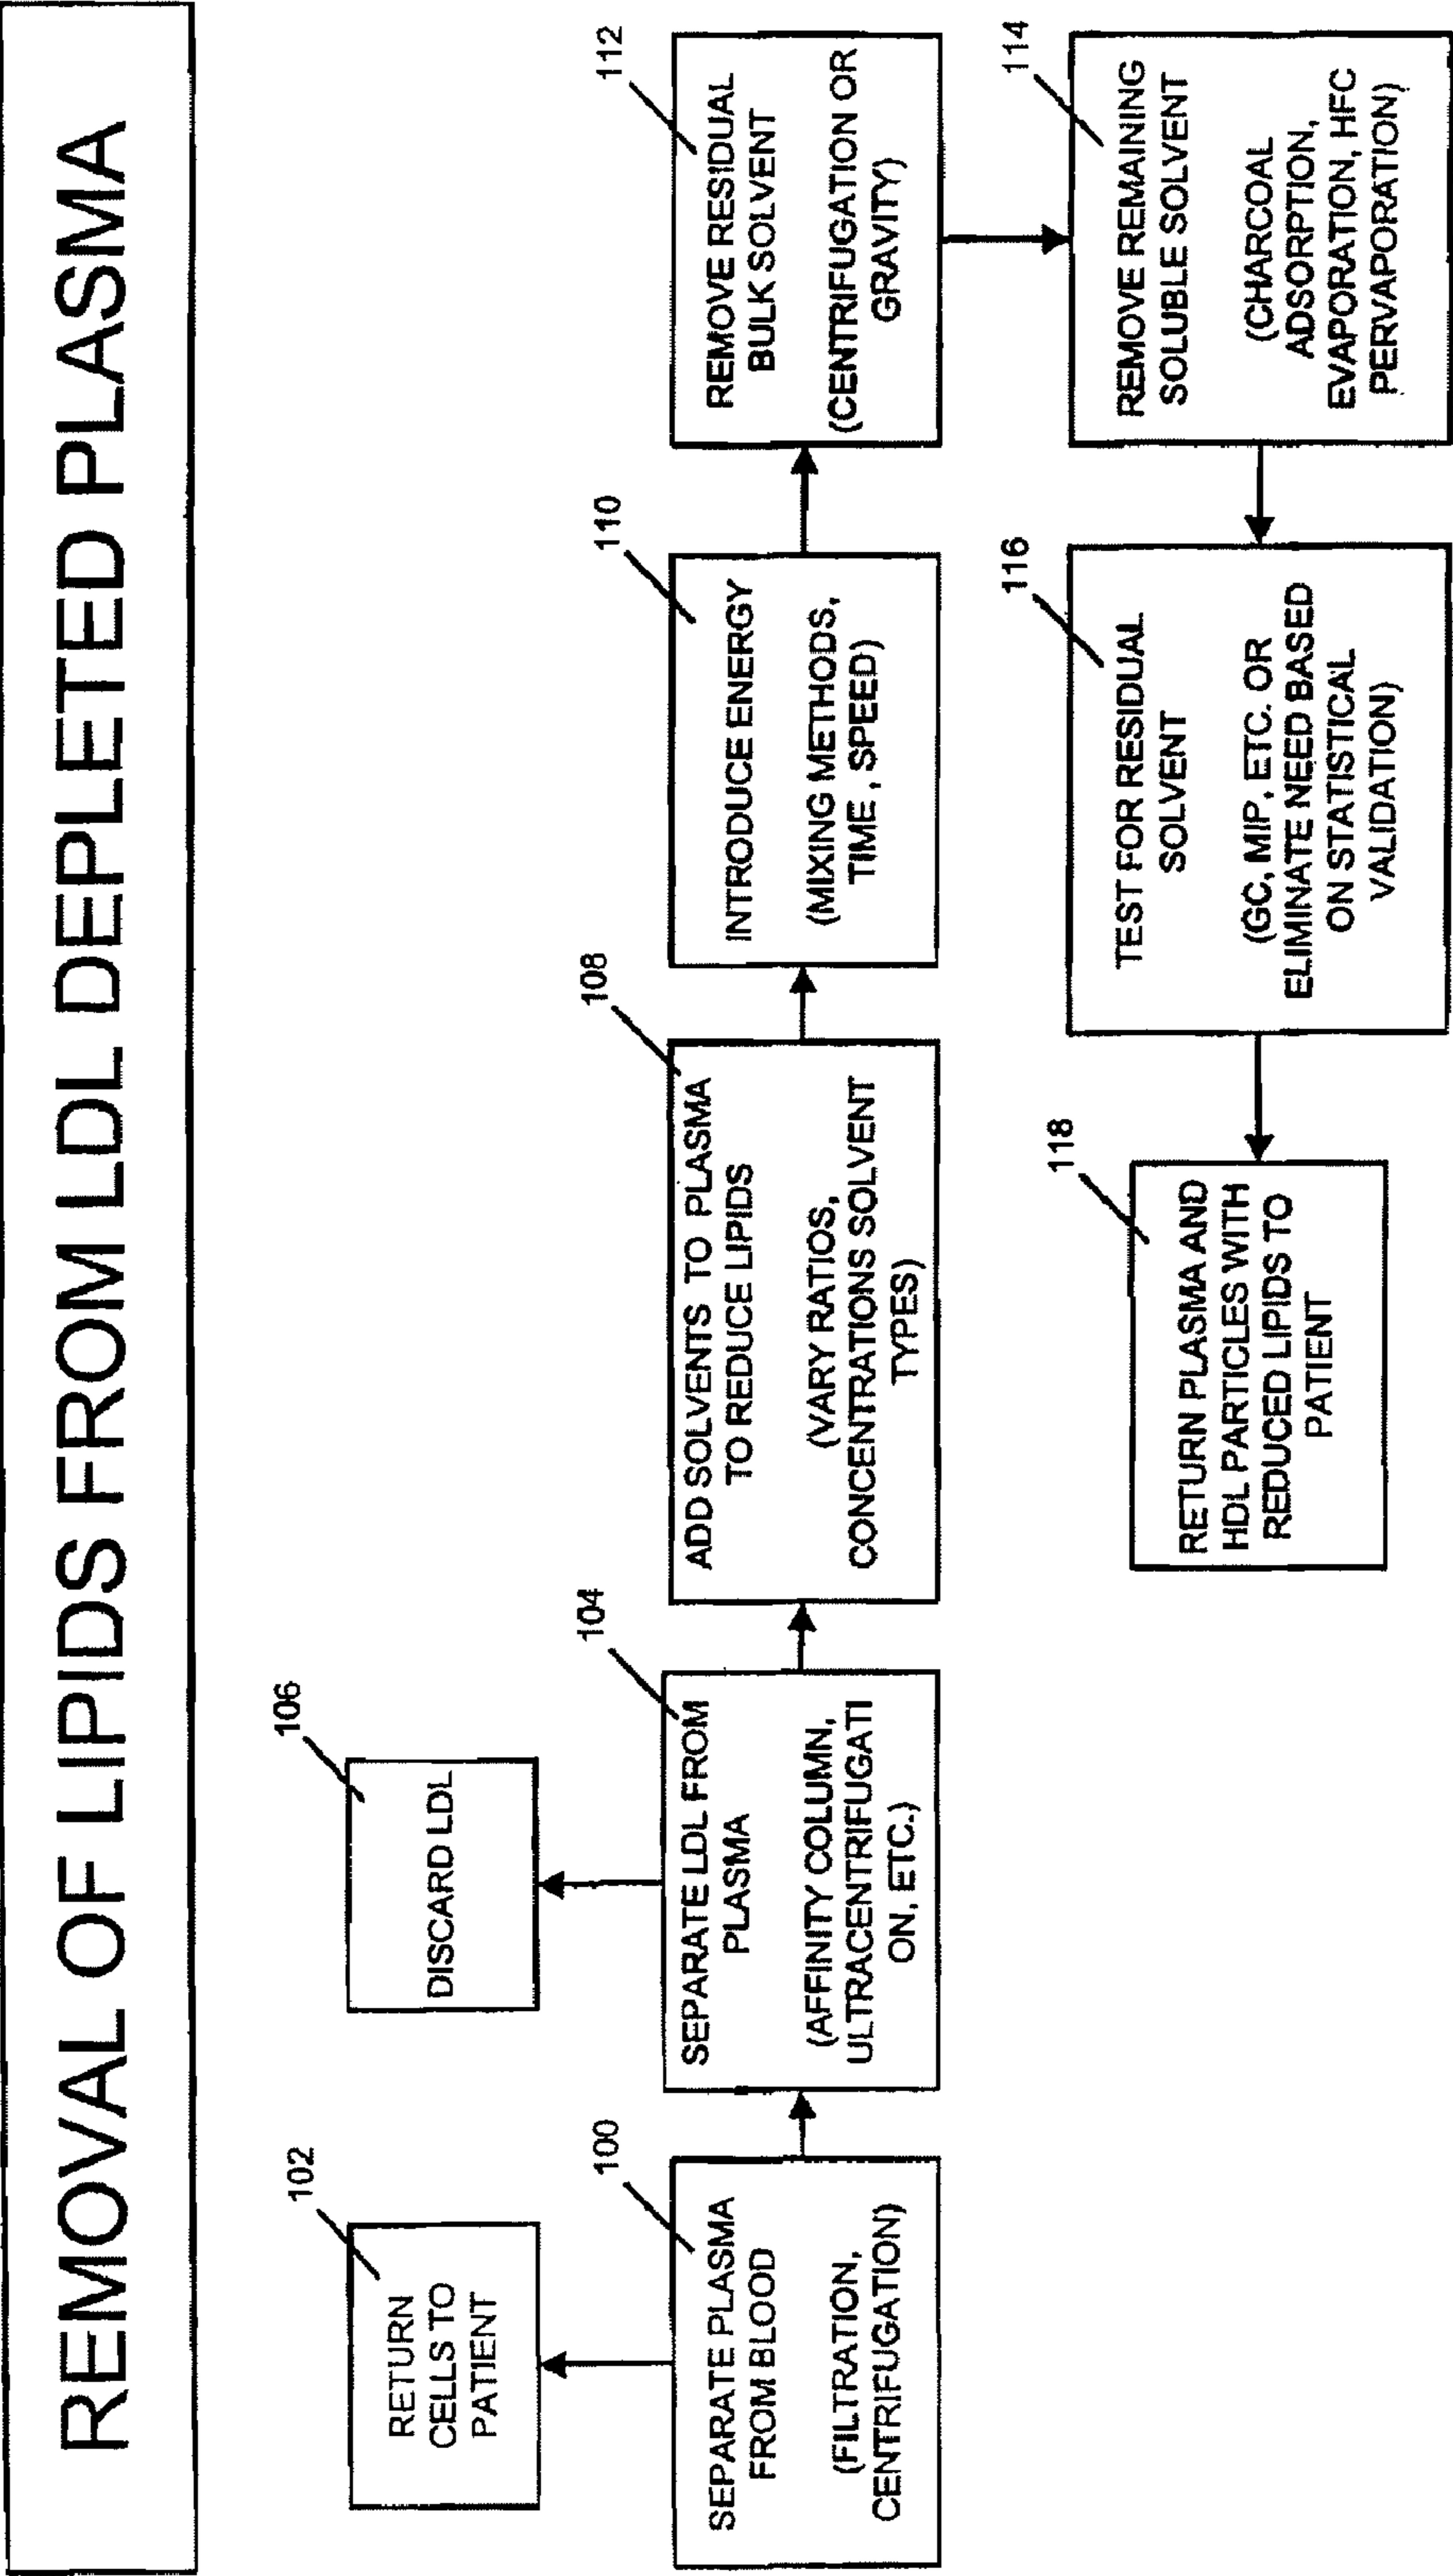 REMOVAL OF LIPIDS FROM LDL DEPLETED PLASMA
102
RETURN
CELLS TO
PATIENT
106
DISCARD LDL
100
SEPARATE PLASMA
FROM BLOOD
(FILTRATION,
CENTRIFUGATION)
104
SEPARATE LDL FROM
PLASMA
(AFFINITY COLUMN,
ULTRACENTRIFUGATI
ON, ETC.)
108
ADD SOLVENTS TO PLASMA
TO REDUCE LIPIDS
(VARY RATIOS,
CONCENTRATIONS SOLVENT
TYPES)
110
INTRODUCE ENERGY
(MIXING METHODS,
TIME , SPEED)
112
REMOVE RESIDUAL
BULK SOLVENT
(CENTRIFUGATION OR
GRAVITY)
114
REMOVE REMAINING
SOLUBLE SOLVENT
(CHARCOAL
ADSORPTION,
EVAPORATION, HFC
PERVAPORATION)
116
TEST FOR RESIDUAL
SOLVENT
(GC, MIP, ETC. OR
ELIMINATE NEED BASED
ON STATISTICAL
VALIDATION)
118
RETURN PLASMA AND
HDL PARTICLES WITH
REDUCED LIPIDS TO
PATIENT